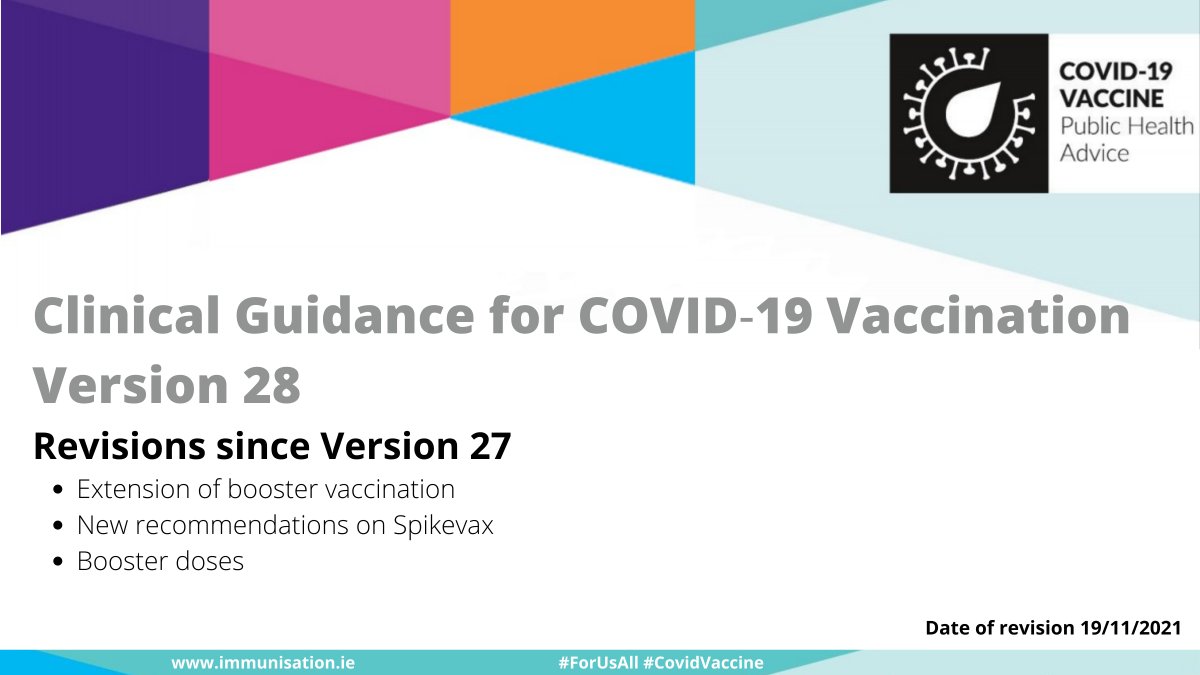 COVID-19
VACCINE
Public Health
Advice
Clinical Guidance for COVID-19 Vaccination
Version 28
Revisions since Version 27
• Extension of booster vaccination
• New recommendations on Spikevax
• Booster doses
Date of revision 19/11/2021
www.immunisation.ie
#ForUsAll #CovidVaccine